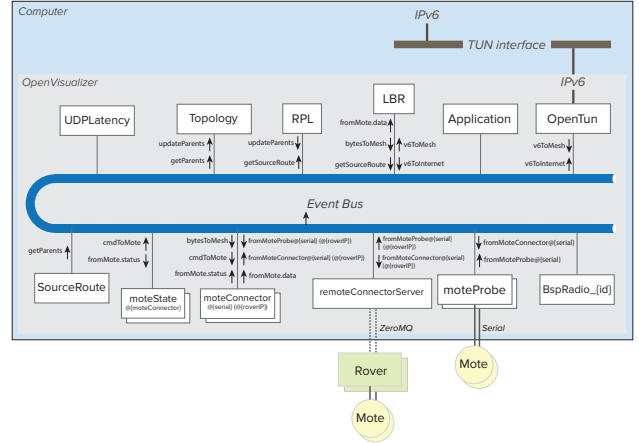 Computer
IPv6
TUN interface
OpenVisualizer
IPv6
UDPLatency
Topology
RPL
LBR
Application
OpenTun
updateParents
getParents
updateParents
getSourceRoute
fromMote.data
bytesToMesh
v6ToMesh
getSourceRoute
v6ToInternet
v6ToMesh
v6ToInternet
Event Bus
getParents
cmdToMote
fromMote.status
bytesToMesh
cmdToMote
fromMote.status
fromMoteProbe@{serial} (@{roverIP})
fromMoteConnector@{serial} (@{roverIP})
fromMote.data
fromMoteProbe@{serial}
(@{roverIP})
fromMoteConnector@{serial}
(@{roverIP})
fromMoteConnector@{serial}
fromMoteProbe@{serial}
SourceRoute
moteState
@{moteConnector}
moteConnector
@{serial} (@{roverIP})
remoteConnectorServer
moteProbe
BspRadio_{id}
ZeroMQ
Serial
Rover
Mote
Mote